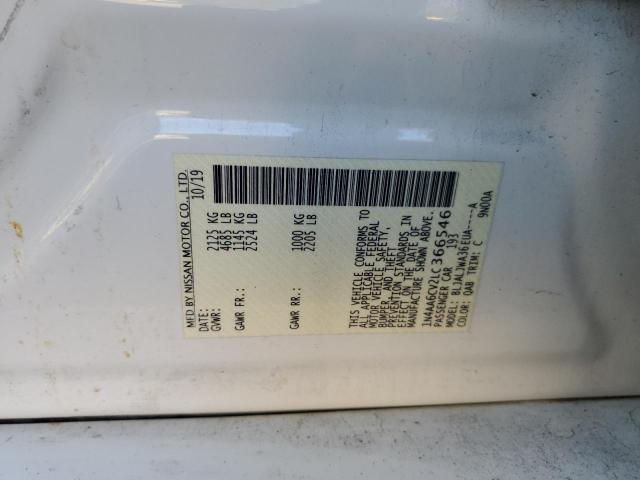 MFD BY NISSAN MOTOR CO., LTD.
DATE: 10/19
GVWR: 2125 KG
4685 LB
GAWR FR.: 1145 KG
2524 LB
GAWR RR.: 1000 KG
2205 LB
THIS VEHICLE CONFORMS TO
ALL APPLICABLE FEDERAL
MOTOR VEHICLE SAFETY,
BUMPER, AND THEFT
PREVENTION STANDARDS IN
EFFECT ON THE DATE OF
MANUFACTURE SHOWN ABOVE.
1N4AA6CV2LC366546
PASSENGER CAR 193
MODEL: BLJALJWA36EUA----A
COLOR: QAB TRIM: C 9N00A